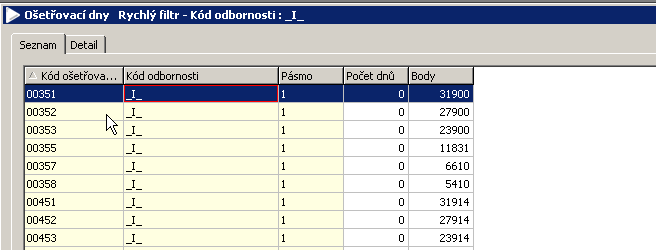 Ošetřovací dny Rychlý filtr - Kód odbornosti : _I_
Seznam Detail
Kód ošetřova... Kód odbornosti Pásmo Počet dnů Body
00351 _I_ 1 0 31900
00352 _I_ 1 0 27900
00353 _I_ 1 0 23900
00355 _I_ 1 0 11831
00357 _I_ 1 0 6610
00358 _I_ 1 0 5410
00451 _I_ 1 0 31914
00452 _I_ 1 0 27914
00453 _I_ 1 0 23914